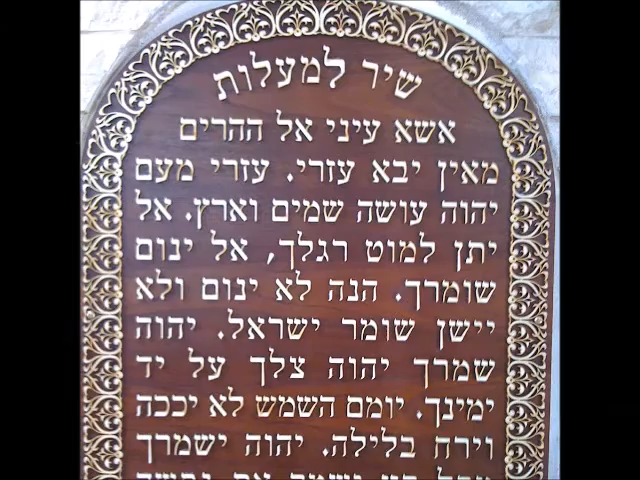 שיר למעלות
אשא עיני אל ההרים
מאין יבא עזרי. עזרי מעם
יהוה עושה שמים וארץ. אל
יתן למוט רגלך, אל ינום
שומרך. הנה לא ינום ולא
יישן שומר ישראל. יהוה
שמרך יהוה צלך על יד
ימינך. יומם השמש לא יככה
וירח בלילה. יהוה ישמרך